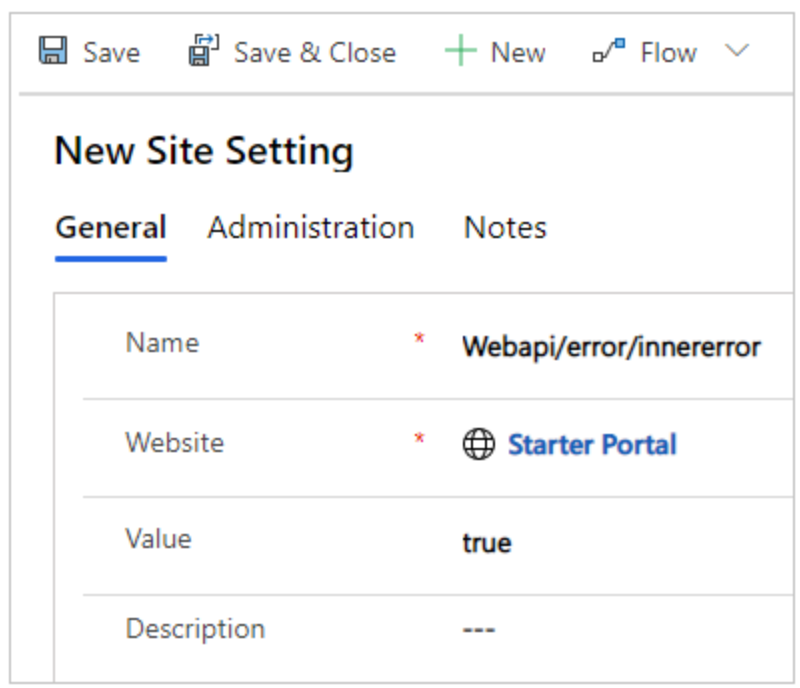 Save Save & Close New Flow
New Site Setting
General Administration Notes
Name * Webapi/error/innererror
Website * Starter Portal
Value true
Description ---